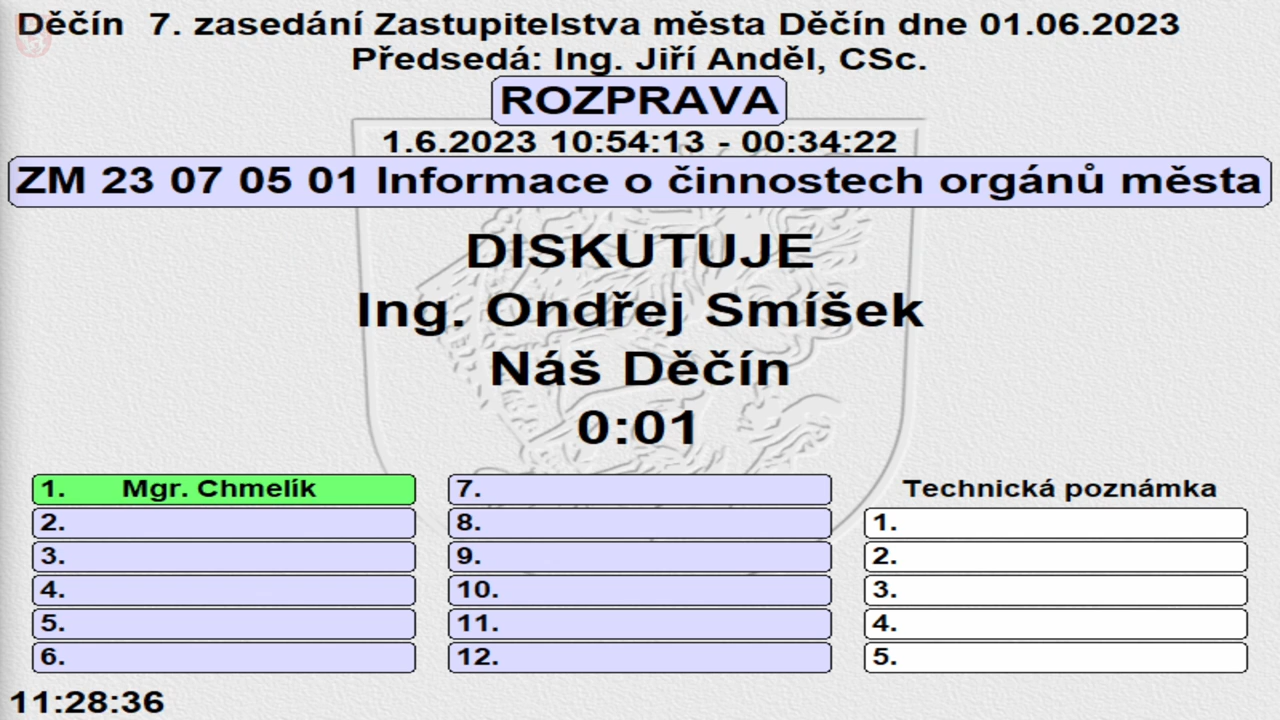 Děčín 7. zasedání Zastupitelstva města Děčín dne 01.06.2023
Předsedá: Ing. Jiří Anděl, CSc.
ROZPRAVA
1.6.2023 10:54:13 - 00:34:22
ZM 23 07 05 01 Informace o činnostech orgánů města
DISKUTUJE
Ing. Ondřej Smíšek
Náš Děčín
0:01
1. Mgr. Chmelík
2.
3.
4.
5.
6.
7.
8.
9.
10.
11.
12.
Technická poznámka
1.
2.
3.
4.
5.
11:28:36